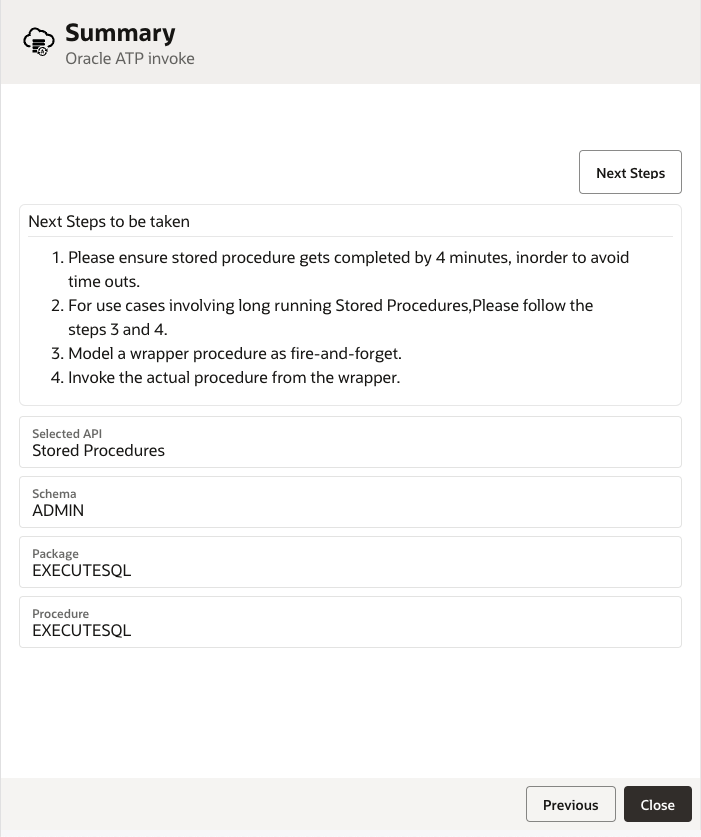 Summary
Oracle ATP invoke
Next Steps
Next Steps to be taken
1. Please ensure stored procedure gets completed by 4 minutes, inorder to avoid
time outs.
2. For use cases involving long running Stored Procedures,Please follow the
steps 3 and 4.
3. Model a wrapper procedure as fire-and-forget.
4. Invoke the actual procedure from the wrapper.
Selected API
Stored Procedures
Schema
ADMIN
Package
EXECUTESQL
Procedure
EXECUTESQL
Previous
Close